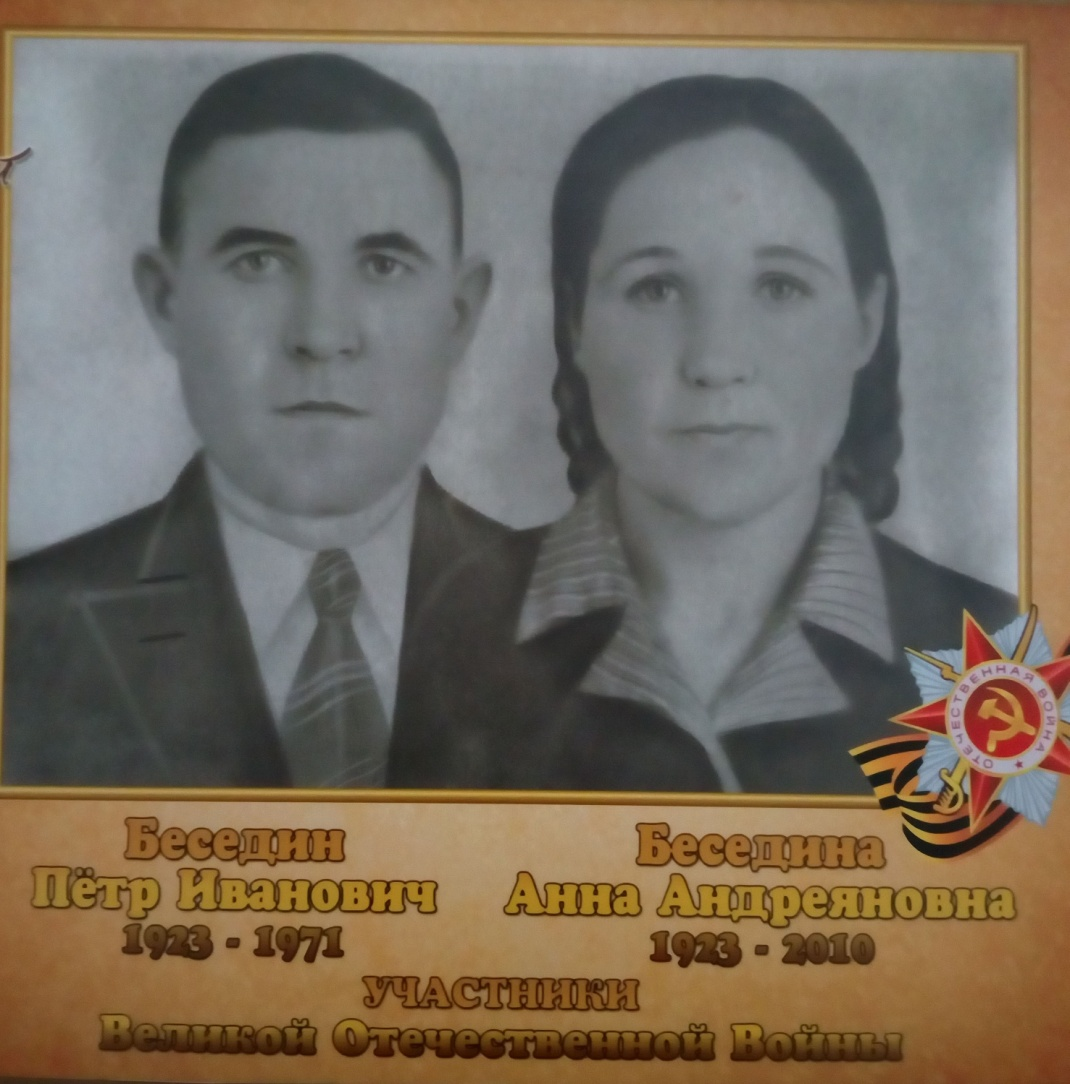 Беседин
Пётр Иванович
1923 - 1971
Беседина
Анна Андреяновна
1923 - 2010
УЧАСТНИКИ
Великой Отечественной Войны
ОТЕЧЕСТВЕННАЯ ВОЙНА